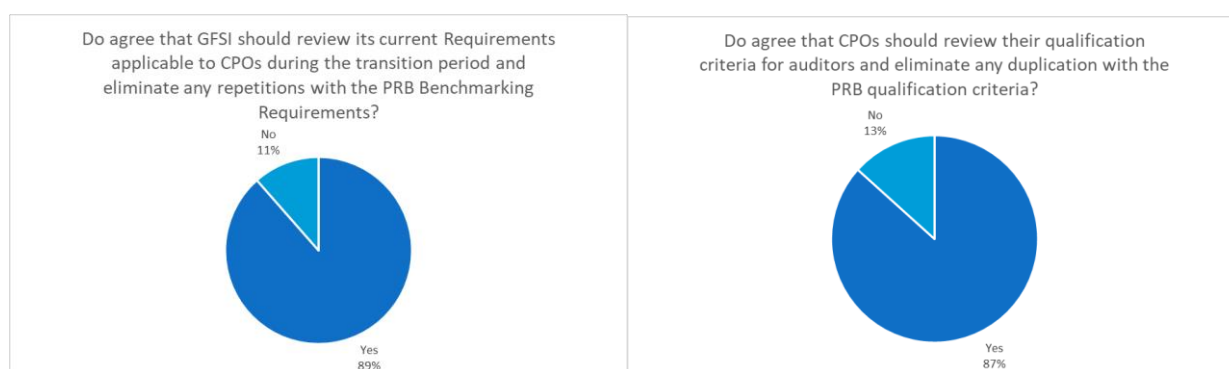 Do agree that GFSI should review its current Requirements
applicable to CPOs during the transition period and
eliminate any repetitions with the PRB Benchmarking
Requirements?
No
11%
Yes
89%
Do agree that CPOs should review their qualification
criteria for auditors and eliminate any duplication with the
PRB qualification criteria?
No
13%
Yes
87%